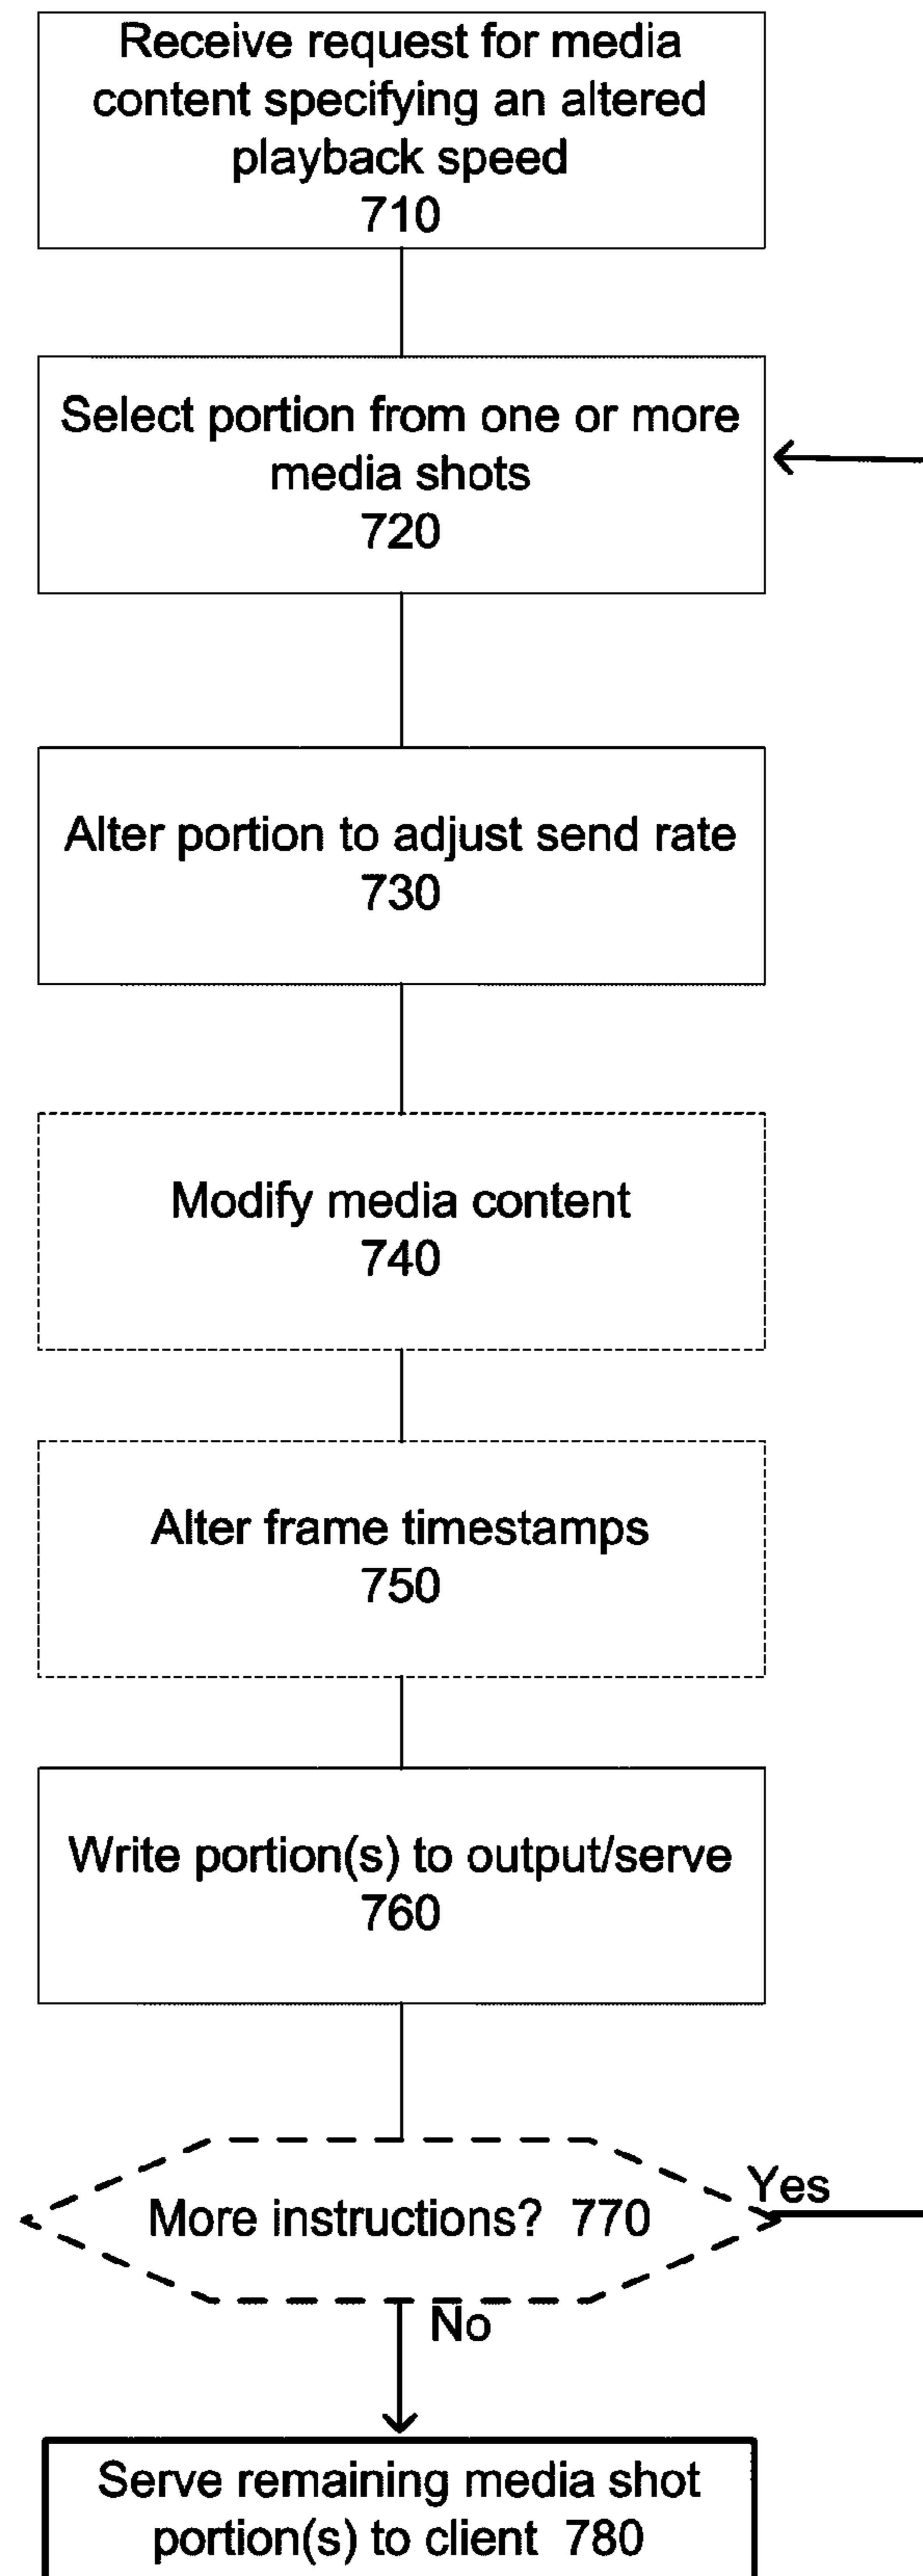 Receive request for media
content specifying an altered
playback speed
710
Select portion from one or more
media shots
720
Alter portion to adjust send rate
730
Modify media content
740
Alter frame timestamps
750
Write portion(s) to output/serve
760
More instructions? 770
Yes
No
Serve remaining media shot
portion(s) to client 780